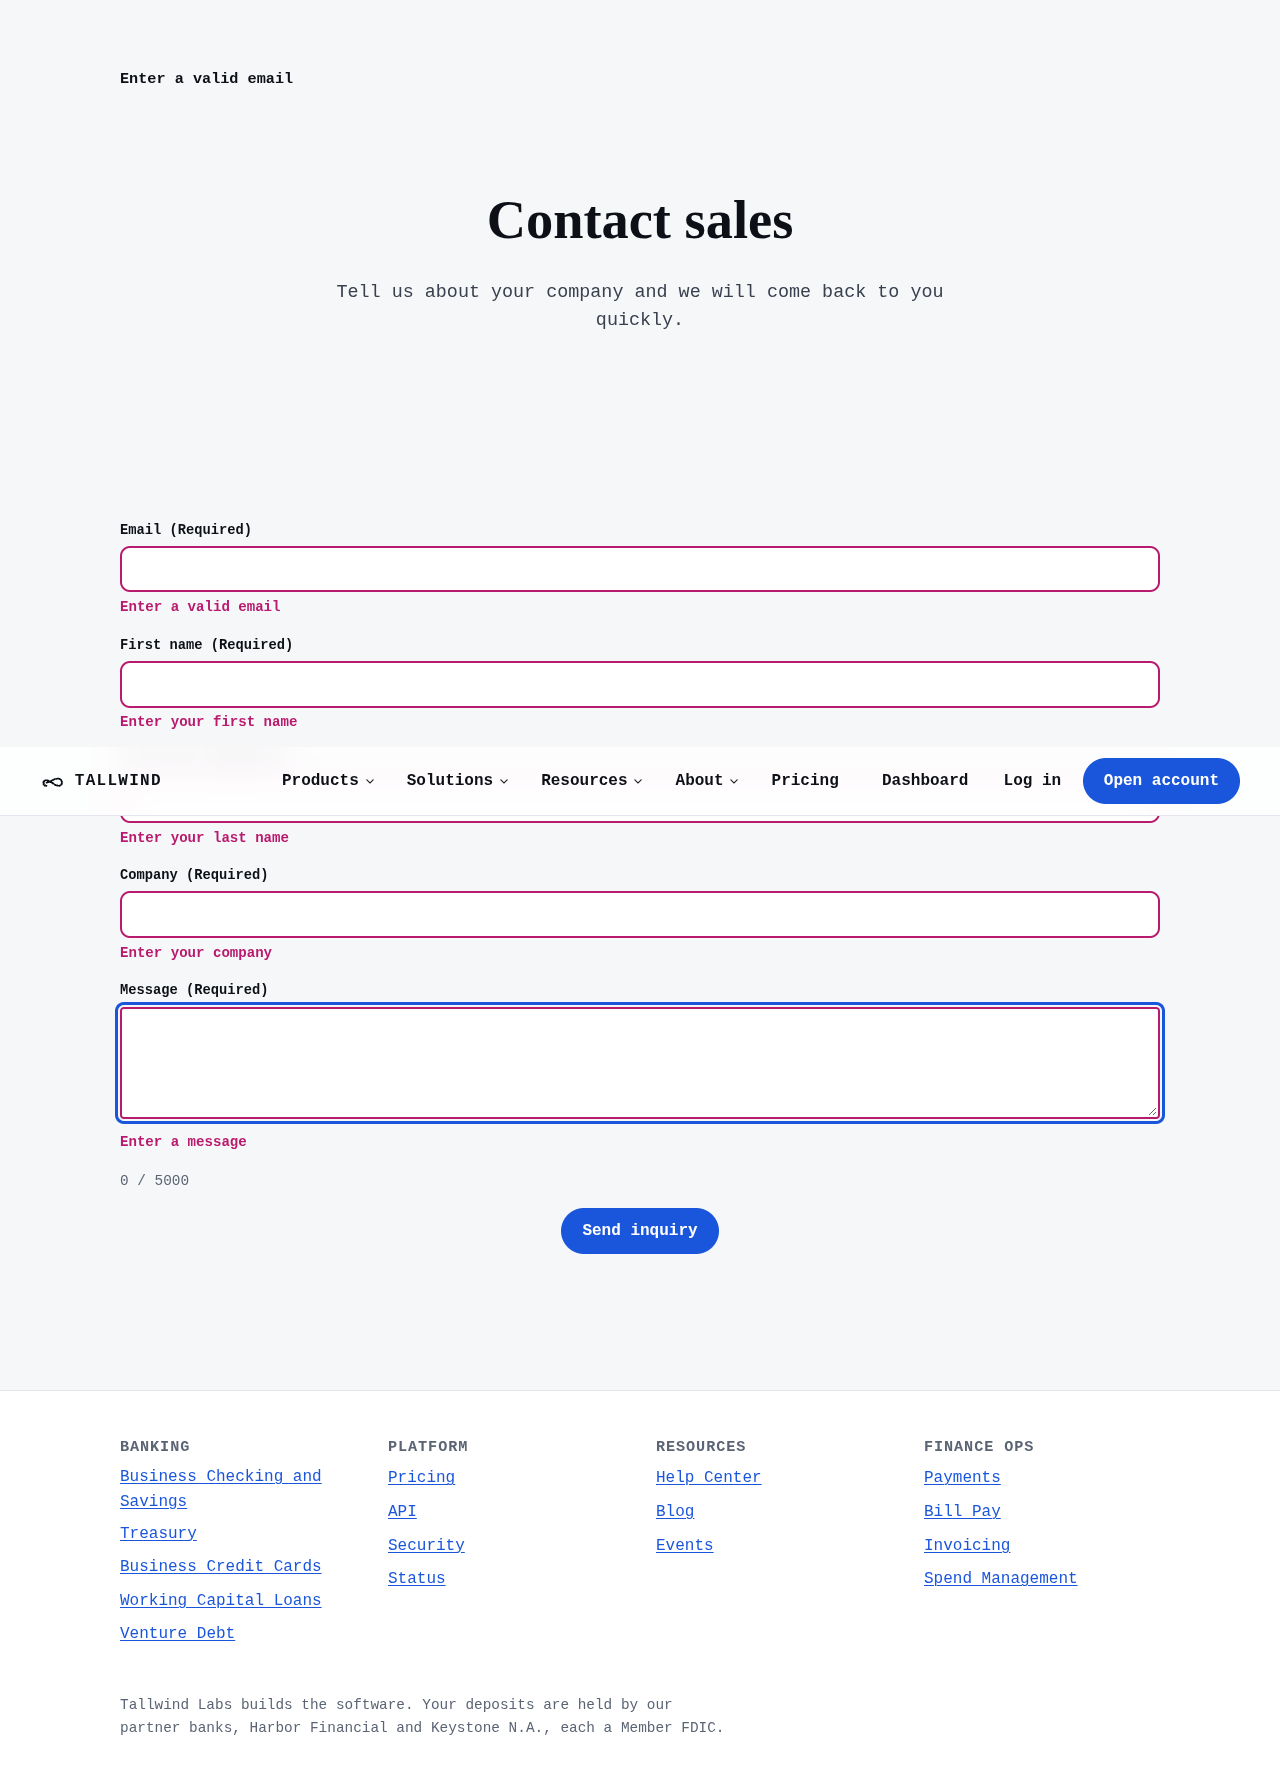 Enter a valid email
Contact sales
Tell us about your company and we will come back to you
quickly.
Email (Required)
Enter a valid email
First name (Required)
Enter your first name
TALLWIND
Products
Solutions
Resources
About
Pricing
Dashboard
Log in
Open account
Enter your last name
Company (Required)
Enter your company
Message (Required)
Enter a message
0 / 5000
Send inquiry
BANKING
Business Checking and
Savings
Treasury
Business Credit Cards
Working Capital Loans
Venture Debt
PLATFORM
Pricing
API
Security
Status
RESOURCES
Help Center
Blog
Events
FINANCE OPS
Payments
Bill Pay
Invoicing
Spend Management
Tallwind Labs builds the software. Your deposits are held by our
partner banks, Harbor Financial and Keystone N.A., each a Member FDIC.